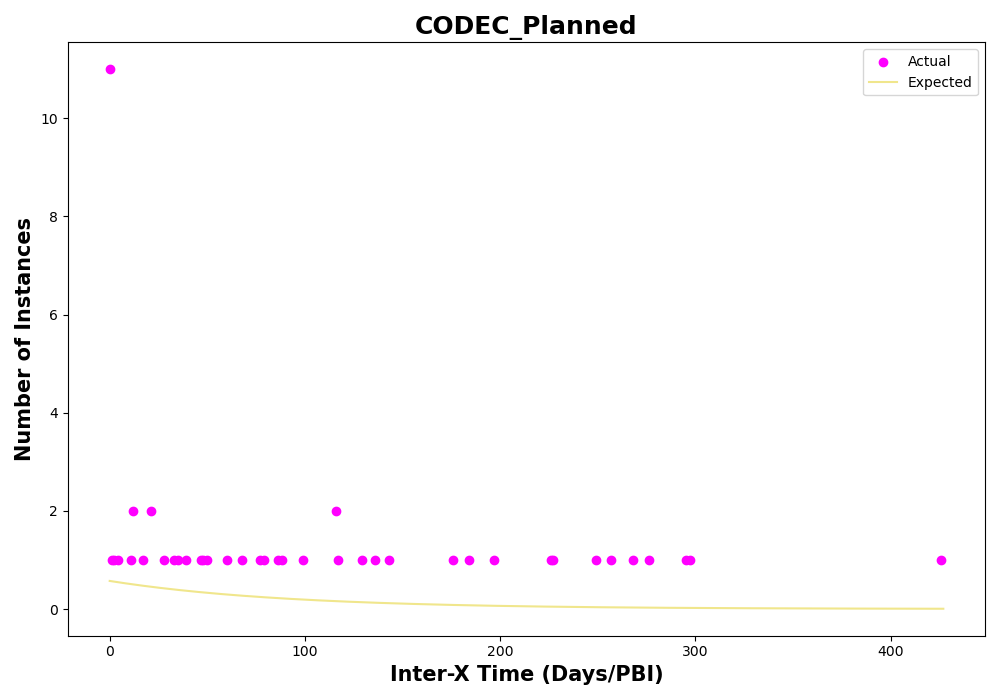 CODEC_Planned
Actual
Expected
10
8
6
4
2
0
Number of Instances
0 100 200 300 400
Inter-X Time (Days/PBI)